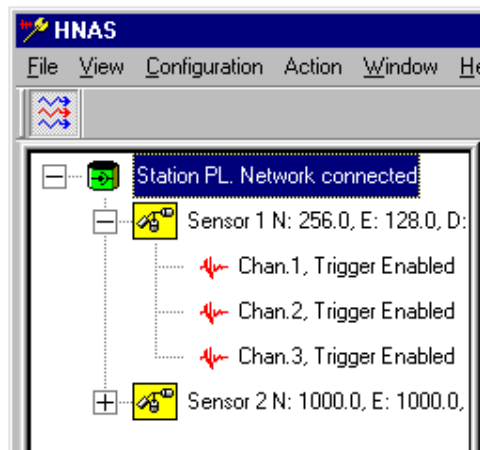 HNAS
File View Configuration Action Window
Station PL. Network connected
Sensor 1 N: 256.0, E: 128.0, D:
Chan.1, Trigger Enabled
Chan.2, Trigger Enabled
Chan.3, Trigger Enabled
Sensor 2 N: 1000.0, E: 1000.0,